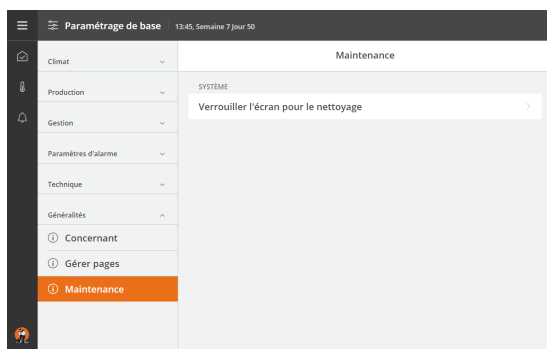 Paramétrage de base
13:45, Semaine 7 Jour 50
Climat
Production
Gestion
Paramètres d'alarme
Technique
Généralités
Concernant
Gérer pages
Maintenance
Maintenance
SYSTÈME
Verrouiller l'écran pour le nettoyage